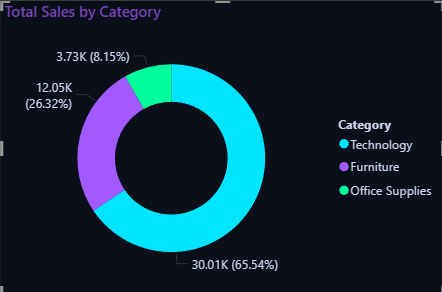 Total Sales by Category
3.73K (8.15%)
12.05K
(26.32%)
Category
Technology
Furniture
Office Supplies
30.01K (65.54%)